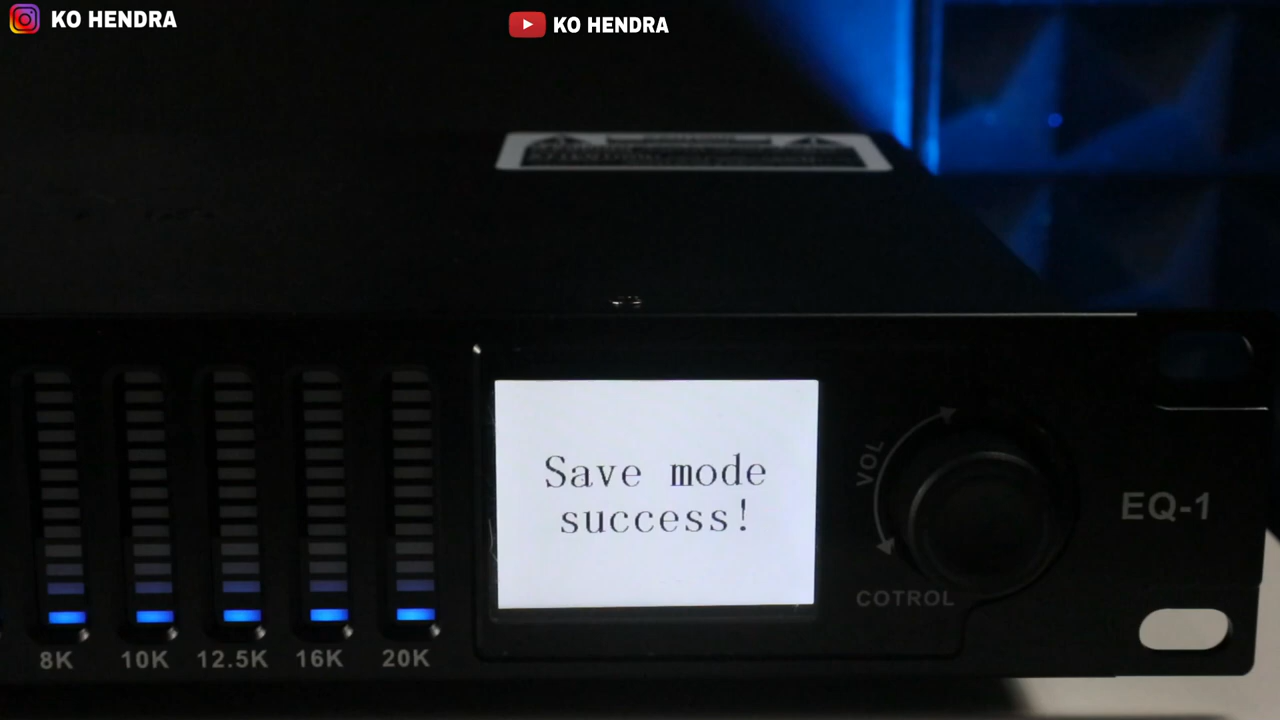 KO HENDRA
KO HENDRA
Save mode
success!
VOL
COTROL
EQ-1
8K 10K 12.5K 16K 20K